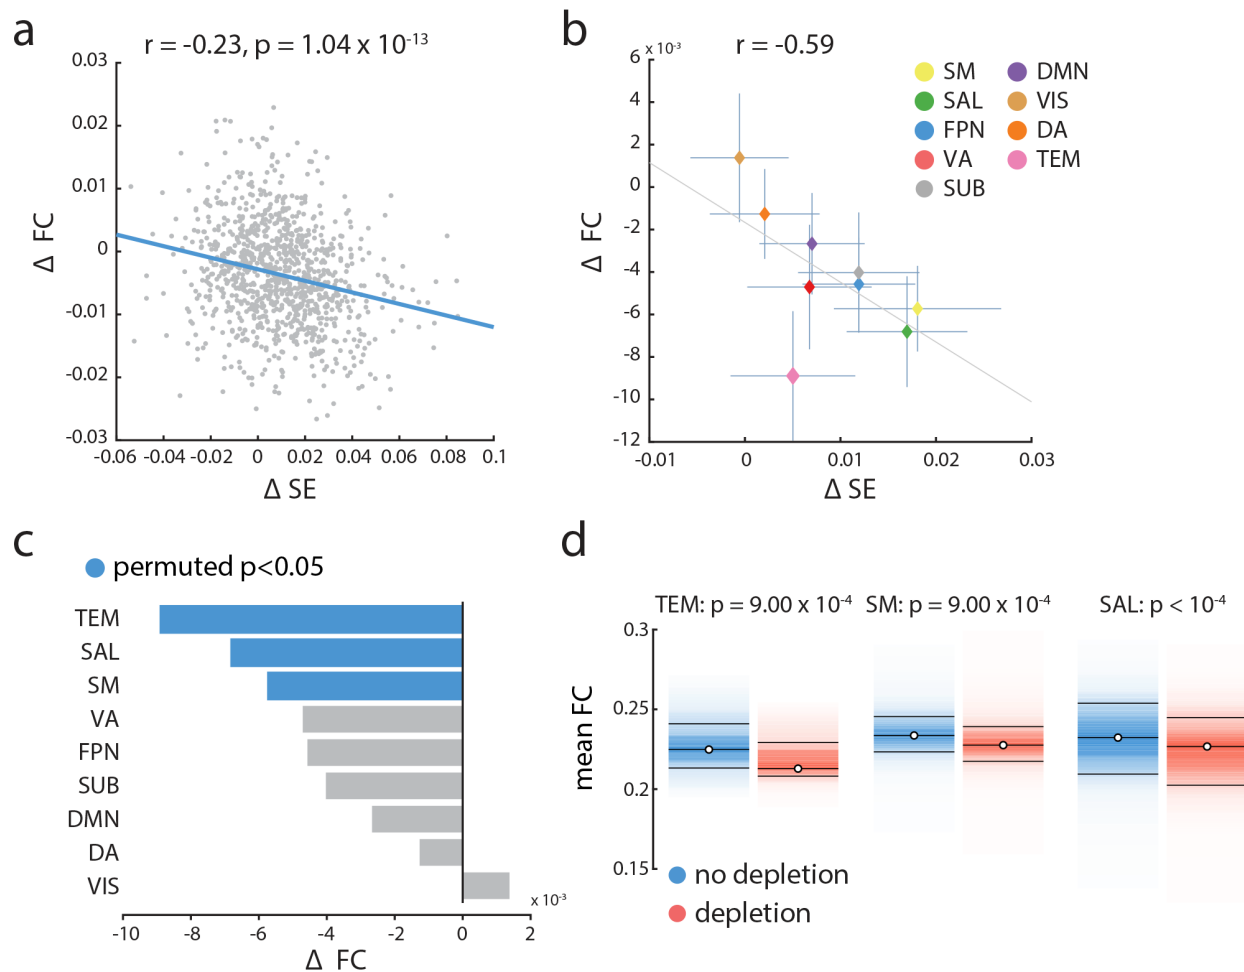 a
r = -0.23, p = 1.04 x 10⁻¹³
0.03
0.02
0.01
0
-0.01
-0.02
-0.03
Δ FC
-0.06 -0.04 -0.02 0 0.02 0.04 0.06 0.08 0.1
Δ SE
b
x 10⁻³ r = -0.59
6
4
2
0
-2
-4
-6
-8
-10
-12
Δ FC
-0.01 0 0.01 0.02 0.03
Δ SE
SM DMN
SAL VIS
FPN DA
VA TEM
SUB
c
permuted p<0.05
TEM
SAL
SM
VA
FPN
SUB
DMN
DA
VIS
x 10⁻³
-10 -8 -6 -4 -2 0 2
Δ FC
d
TEM: p = 9.00 x 10⁻⁴ SM: p = 9.00 x 10⁻⁴ SAL: p < 10⁻⁴
0.3
0.25
0.2
0.15
mean FC
no depletion
depletion